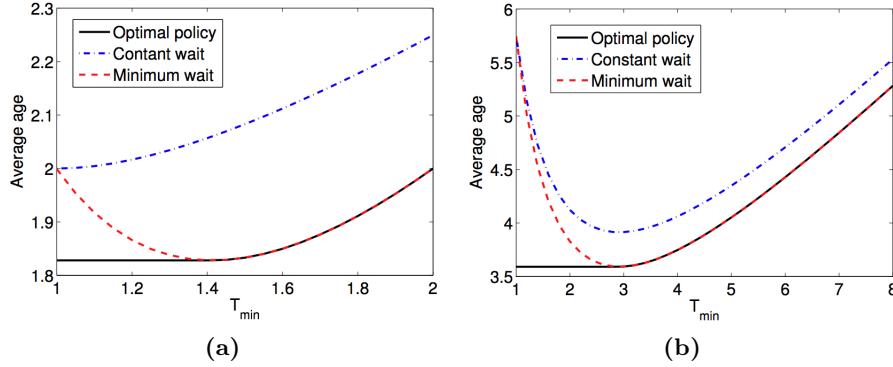 2.3
2.2
2.1
2
1.9
1.8
Average age
Optimal policy
Contant wait
Minimum wait
1 1.2 1.4 1.6 1.8 2
T_min
(a)
6
5.5
5
4.5
4
3.5
Average age
Optimal policy
Constant wait
Minimum wait
1 2 3 4 5 6 7 8
T_min
(b)